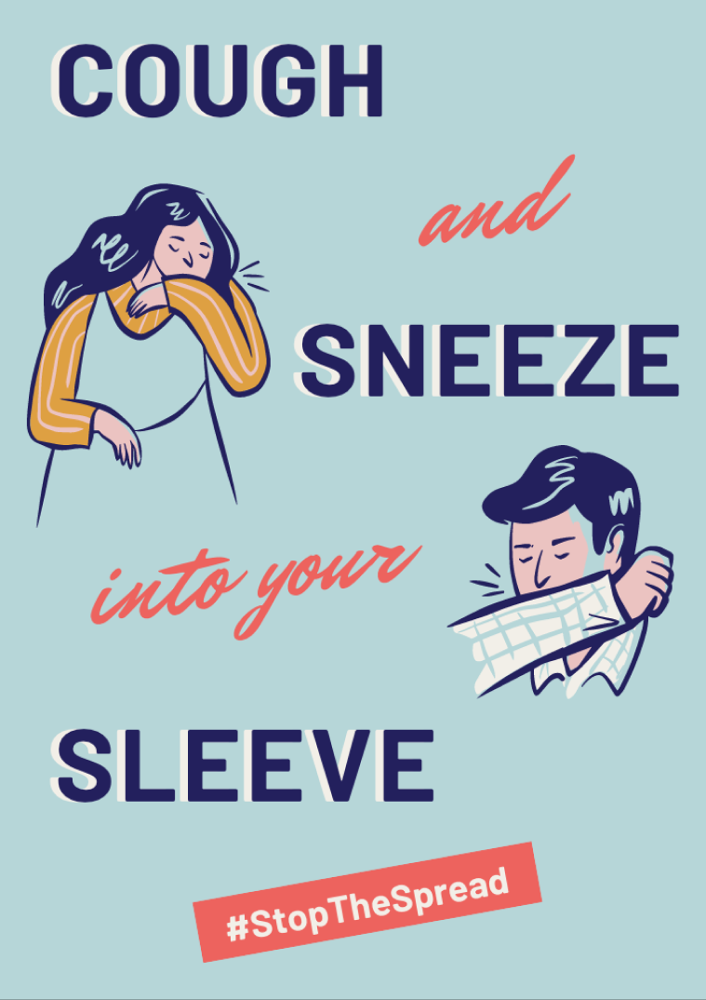 COUGH
and
SNEEZE
into your
SLEEVE
#StopTheSpread